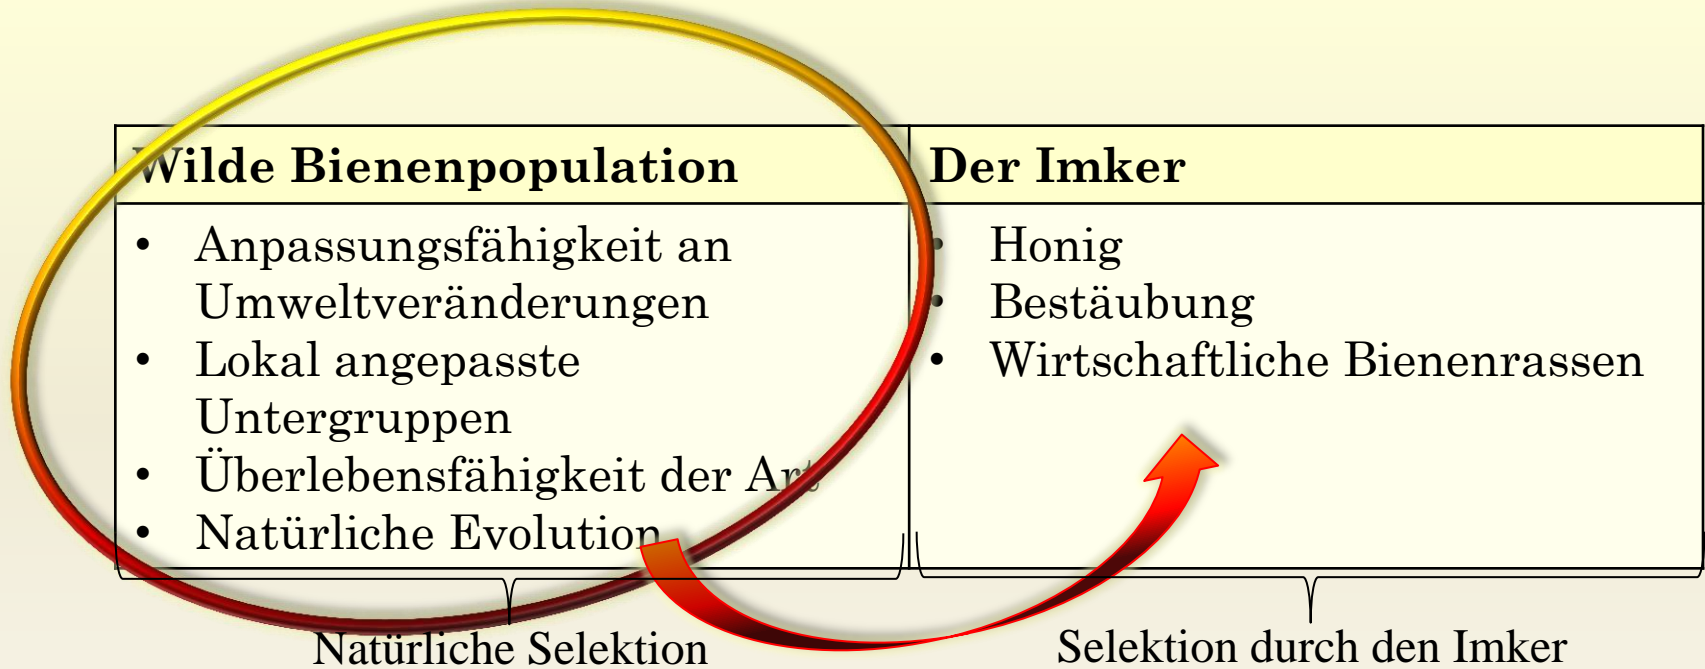 Wilde Bienenpopulation
• Anpassungsfähigkeit an
Umweltveränderungen
• Lokal angepasste
Untergruppen
• Überlebensfähigkeit der Art
• Natürliche Evolution
Der Imker
• Honig
• Bestäubung
• Wirtschaftliche Bienenrassen
Natürliche Selektion
Selektion durch den Imker